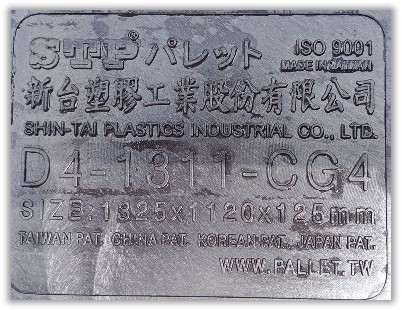 STP® パレット ISO 9001
MADE IN TAIWAN
新台塑膠工業股份有限公司
SHIN-TAI PLASTICS INDUSTRIAL CO., LTD.
D4-1311-CG4
SIZE:1325x1120x125mm
TAIWAN PAT. CHINA PAT. KOREAN PAT. JAPAN PAT.
WWW.PALLET.TW